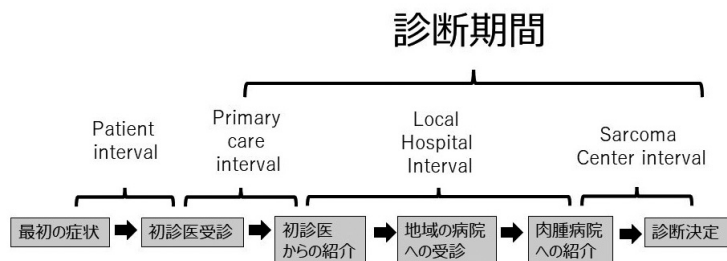 診断期間
Patient
interval
Primary
care
interval
Local
Hospital
Interval
Sarcoma
Center interval
最初の症状
初診医受診
初診医
からの紹介
地域の病院
への受診
肉腫病院
への紹介
診断決定